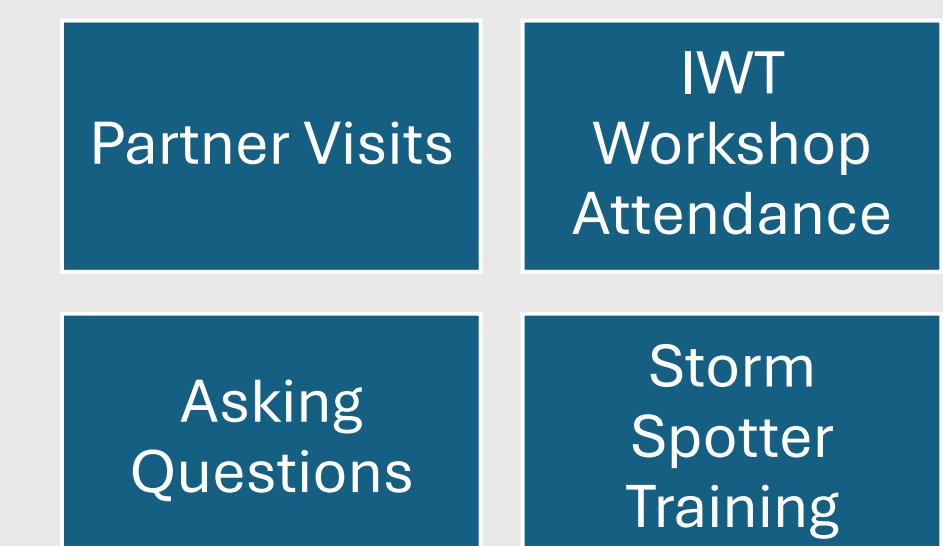 Partner Visits
IWT
Workshop
Attendance
Asking
Questions
Storm
Spotter
Training